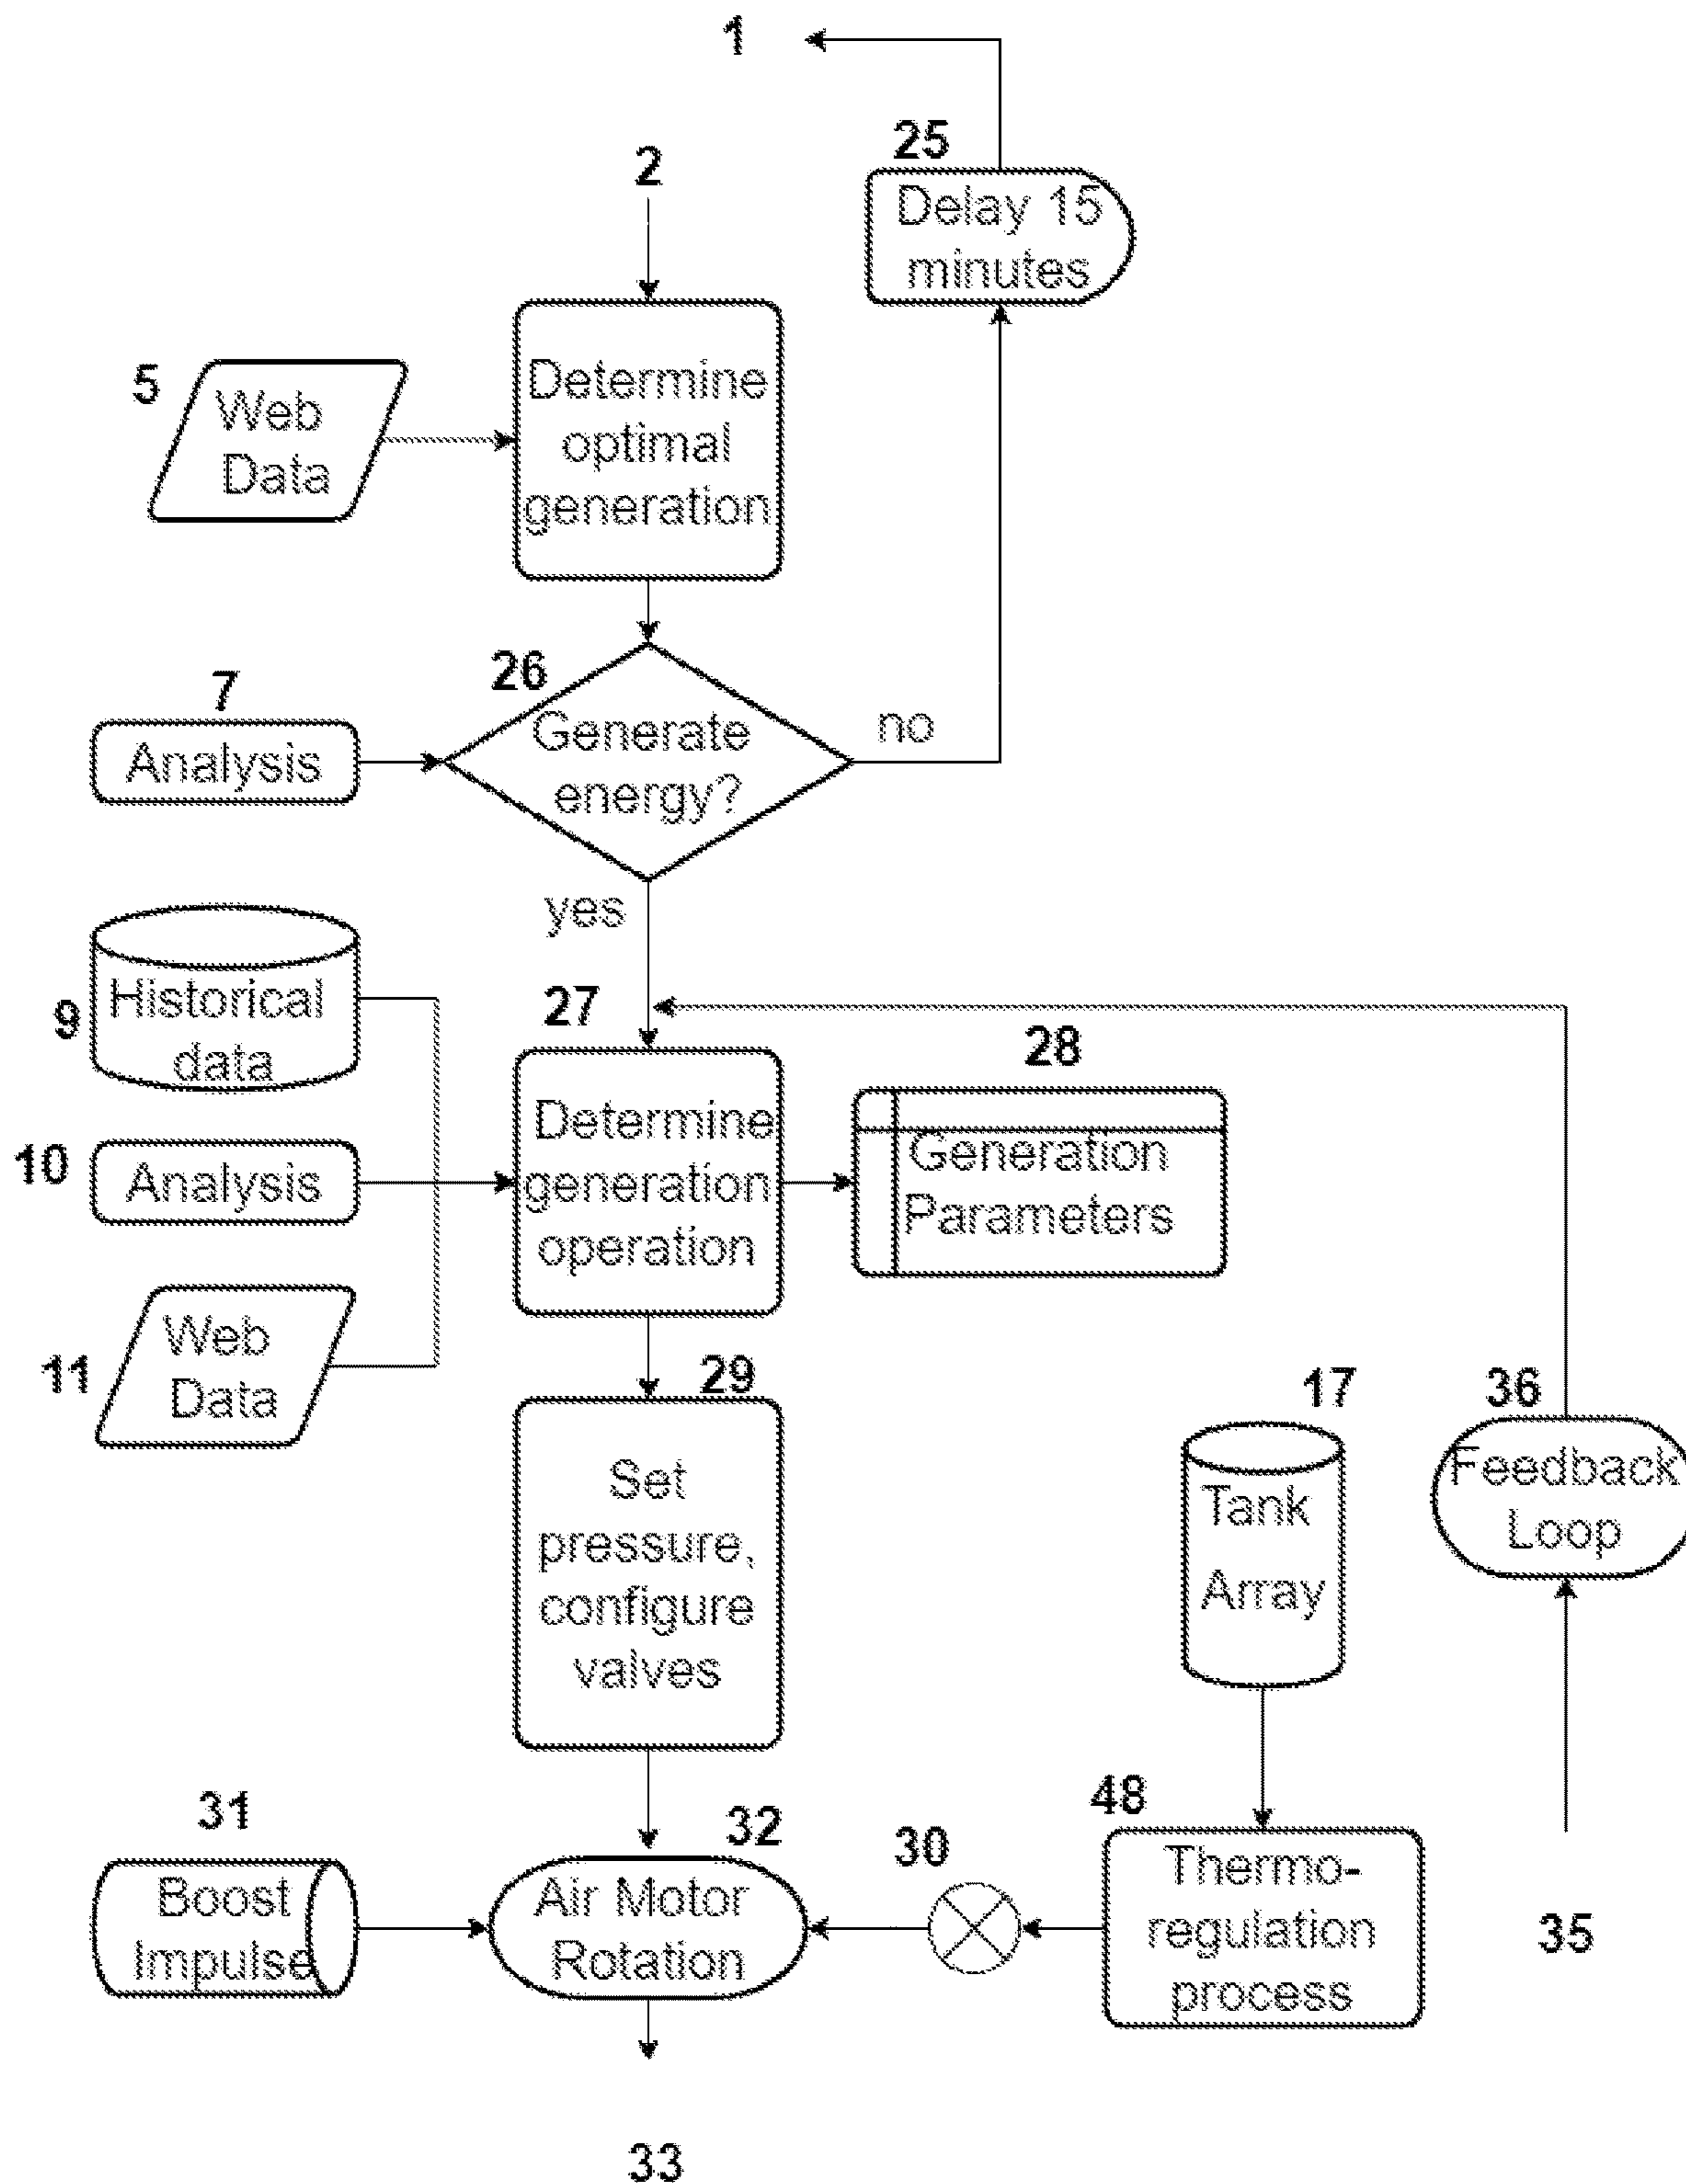 1
25
Delay 15
minutes
2
5
Web
Data
Determine
optimal
generation
7
Analysis
26
Generate
energy?
no
yes
9
Historical
data
27
28
10
Analysis
Determine
generation
operation
Generation
Parameters
11
Web
Data
29
Set
pressure,
configure
valves
17
Tank
Array
36
Feedback
Loop
31
Boost
Impulse
32
Air Motor
Rotation
30
48
Thermo-
regulation
process
35
33